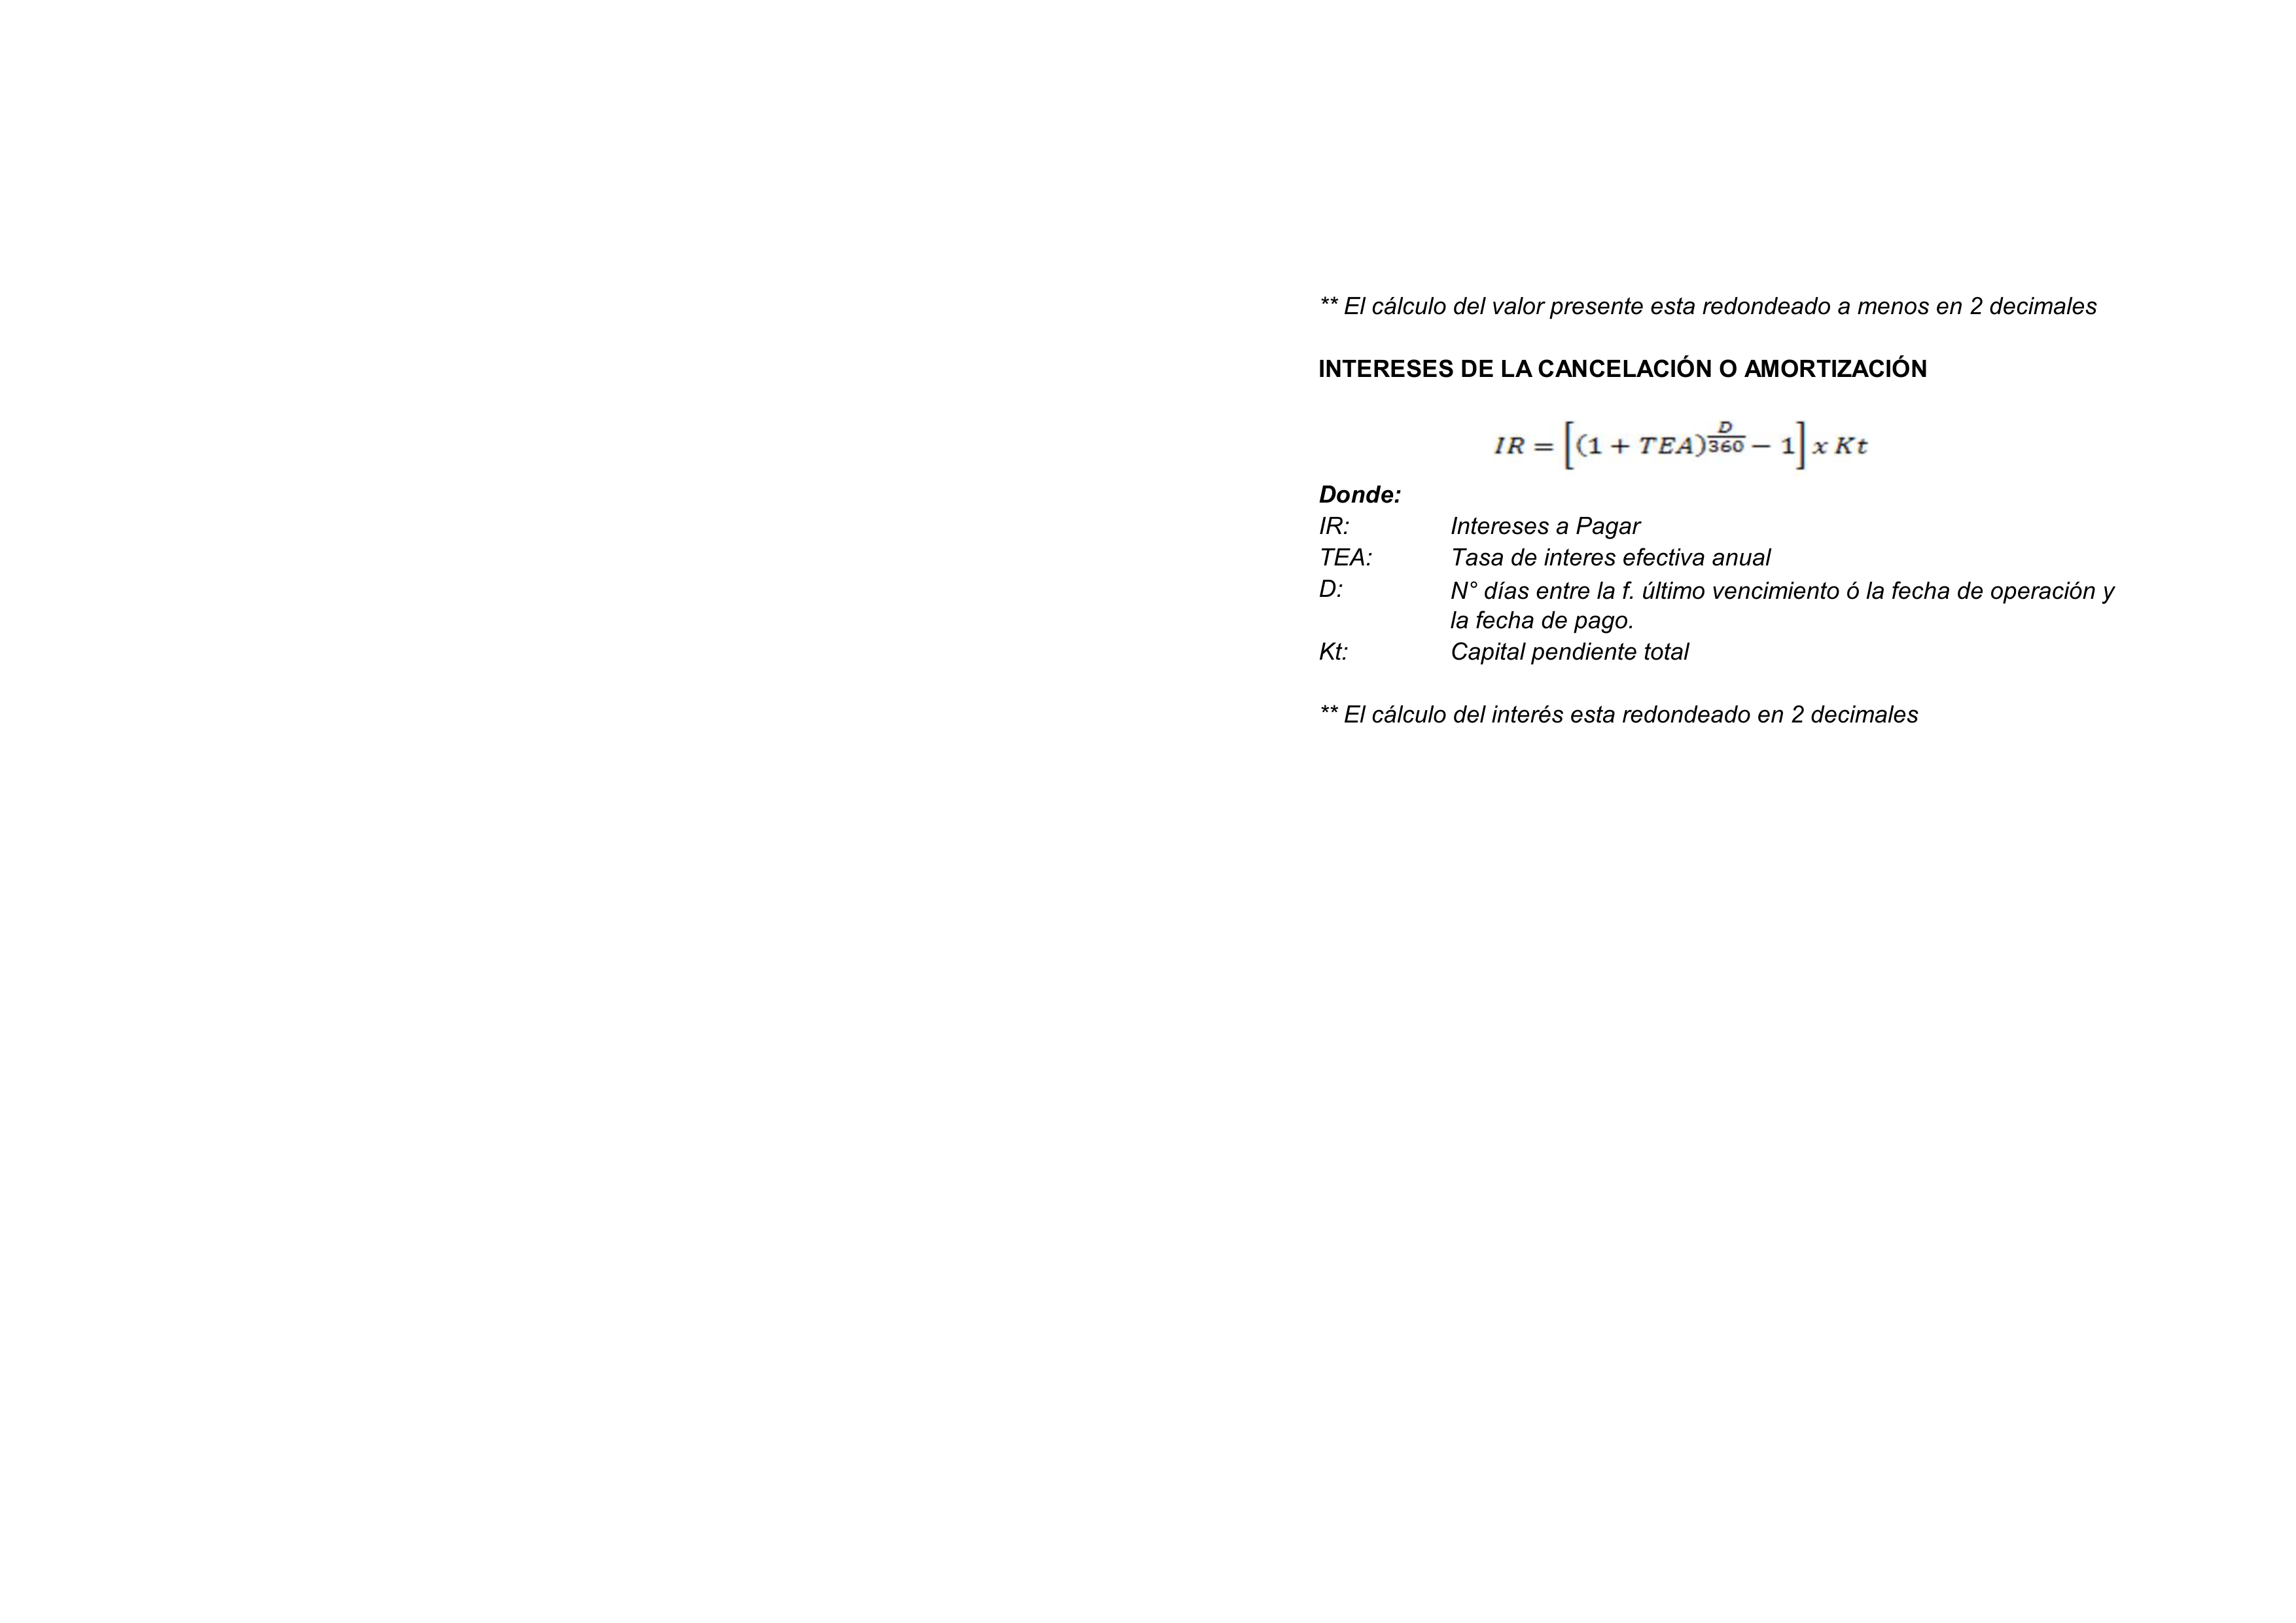 ** El cálculo del valor presente esta redondeado a menos en 2 decimales
INTERESES DE LA CANCELACIÓN O AMORTIZACIÓN
IR = [(1 + TEA)^(D/360) − 1] x Kt
Donde:
IR: Intereses a Pagar
TEA: Tasa de interes efectiva anual
D: N° días entre la f. último vencimiento ó la fecha de operación y
la fecha de pago.
Kt: Capital pendiente total
** El cálculo del interés esta redondeado en 2 decimales